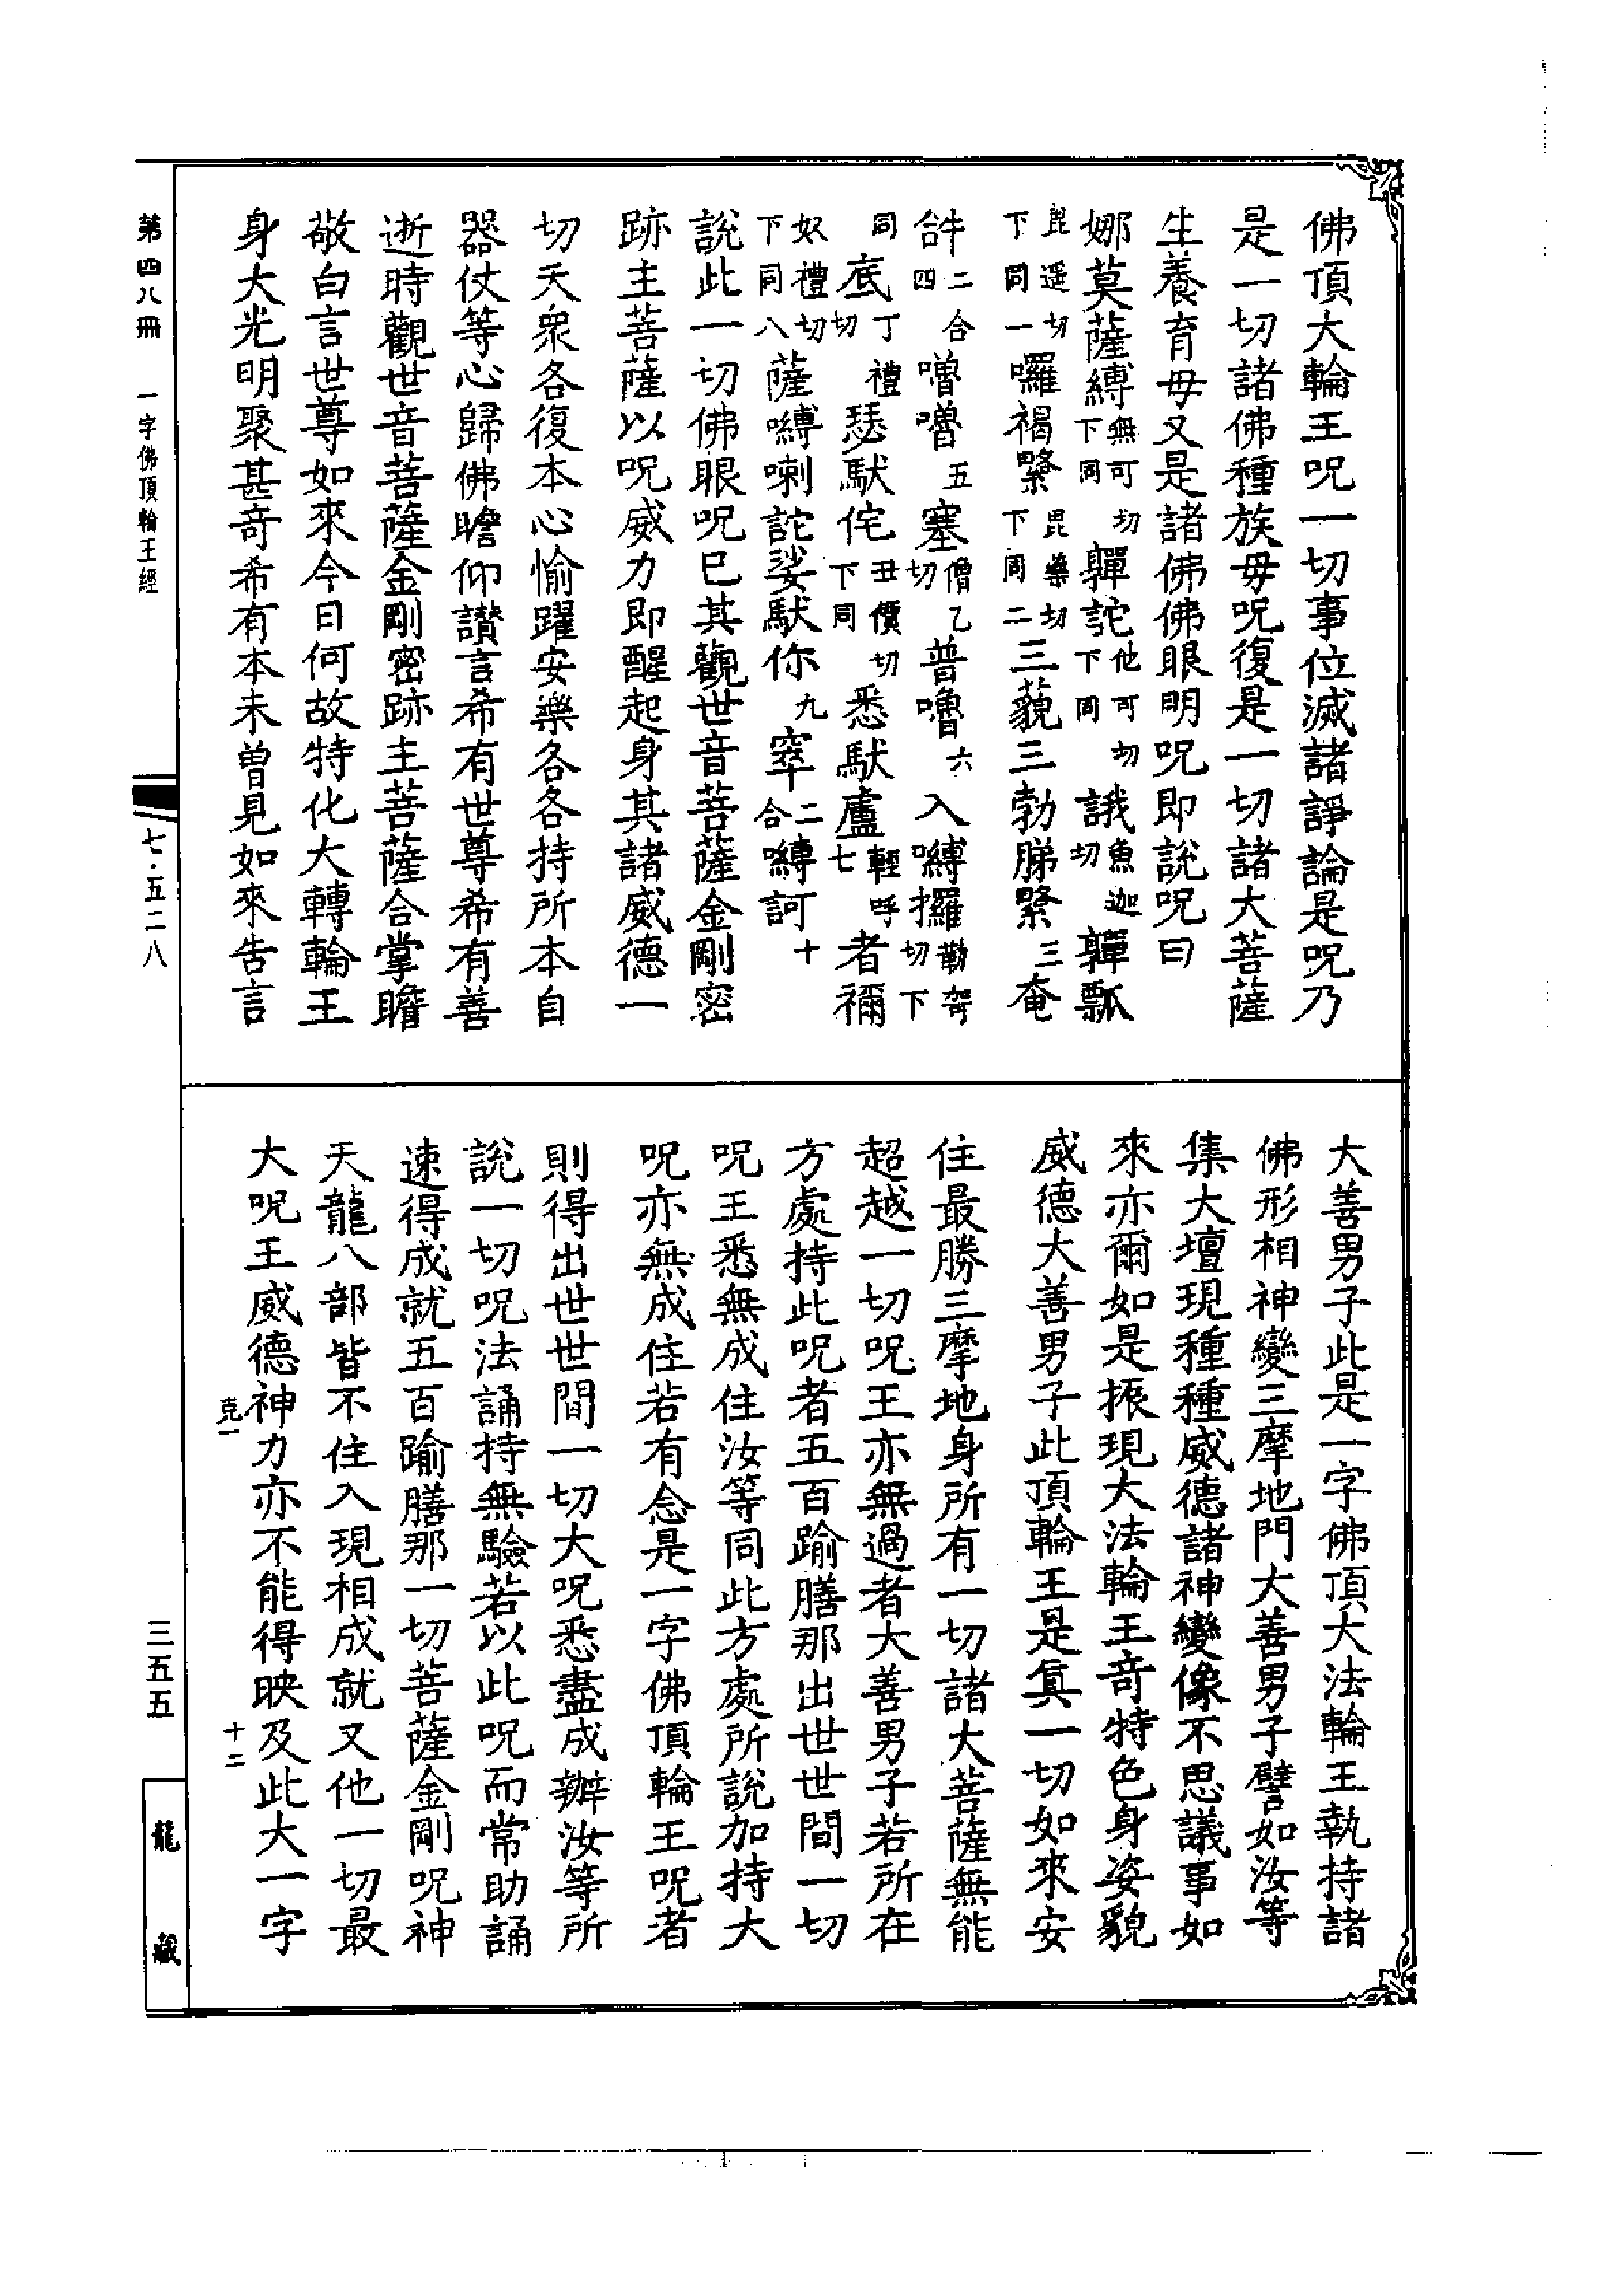 佛頂大輪王呪一切事位滅諸諍論是呪乃
是一切諸佛種族母呪復是一切諸大菩薩
生養育母又是諸佛佛眼明呪即說呪曰
娜莫薩縛無可切下同軃詑他可切下同誐魚迦切軃瓢
毘遥切下同一囉褐緊毘藥切下同二三藐三勃睇緊三奄
𤙖二合四嚕嚕五塞僧乙切普嚕六入嚩攞勒哿切下
同底丁禮切瑟馱侘丑價切下同悉馱廬輕呼七者禰
奴禮切下同八薩嚩喇詑娑馱你九窣二合嚩訶十
說此一切佛眼呪已其觀世音菩薩金剛密
跡主菩薩以呪威力即醒起身其諸威德一
切天眾各復本心愉躍安樂各各持所本自
器仗等心歸佛瞻仰讚言希有世尊希有善
逝時觀世音菩薩金剛密跡主菩薩合掌瞻
敬白言世尊如來今日何故特化大轉輪王
身大光明聚甚奇希有本未曾見如來告言
大善男子此是一字佛頂大法輪王執持諸
佛形相神變三摩地門大善男子譬如汝等
集大壇現種種威德諸神變像不思議事如
來亦爾如是振現大法輪王奇特色身姿貌
威德大善男子此頂輪王是真一切如來安
住最勝三摩地身所有一切諸大菩薩無能
超越一切呪王亦無過者大善男子若所在
方處持此呪者五百踰膳那出世世間一切
呪王悉無成住汝等同此方處所說加持大
呪亦無成住若有念是一字佛頂輪王呪者
則得出世世間一切大呪悉盡成辦汝等所
說一切呪法誦持無驗若以此呪而常助誦
速得成就五百踰膳那一切菩薩金剛呪神
天龍八部皆不住入現相成就又他一切最
大呪王威德神力亦不能得映及此大一字
克一 十二
第四八冊 一字佛頂輪王經 七·五二八 三五五 龍藏